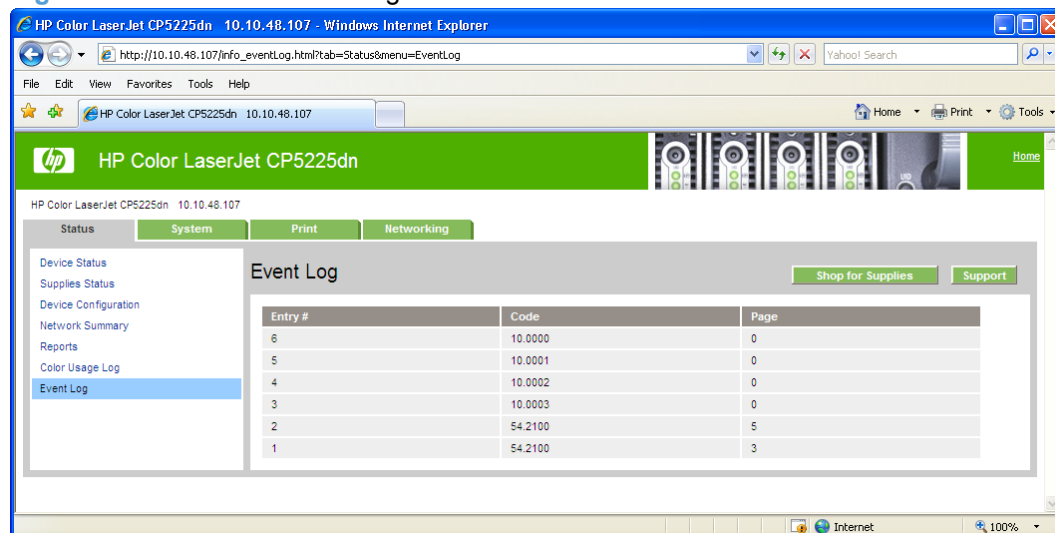 HP Color LaserJet CP5225dn 10.10.48.107 - Windows Internet Explorer
http://10.10.48.107/info_eventLog.html?tab=Status&menu=EventLog
Yahoo! Search
File Edit View Favorites Tools Help
HP Color LaserJet CP5225dn 10.10.48.107
Home Print Tools
hp HP Color LaserJet CP5225dn
UID
Home
HP Color LaserJet CP5225dn 10.10.48.107
Status System Print Networking
Device Status
Supplies Status
Device Configuration
Network Summary
Reports
Color Usage Log
Event Log
Event Log
Shop for Supplies Support
Entry # Code Page
6 10.0000 0
5 10.0001 0
4 10.0002 0
3 10.0003 0
2 54.2100 5
1 54.2100 3
Internet 100%